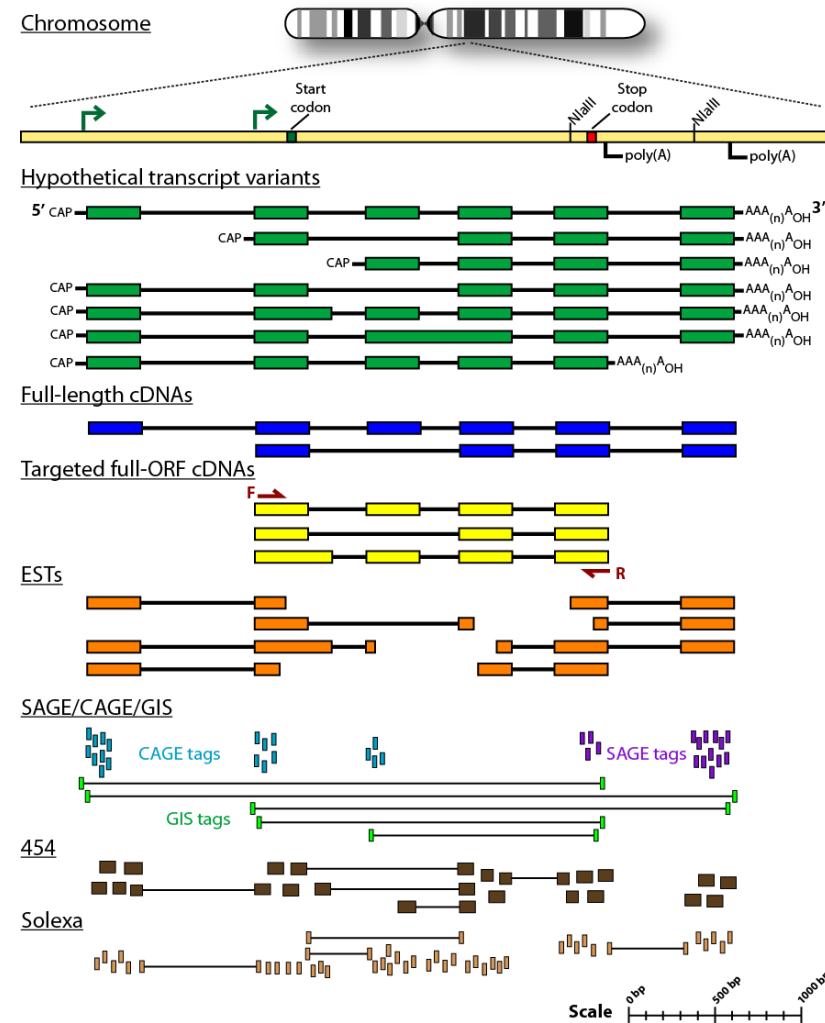 Chromosome
Start
codon
NlaIII
Stop
codon
NlaIII
poly(A)
poly(A)
Hypothetical transcript variants
5' CAP AAA(n)AOH 3'
CAP AAA(n)AOH
CAP AAA(n)AOH
CAP AAA(n)AOH
CAP AAA(n)AOH
CAP AAA(n)AOH
CAP AAA(n)AOH
Full-length cDNAs
Targeted full-ORF cDNAs
F
R
ESTs
SAGE/CAGE/GIS
CAGE tags
SAGE tags
GIS tags
454
Solexa
Scale
0 bp
500 bp
1000 bp